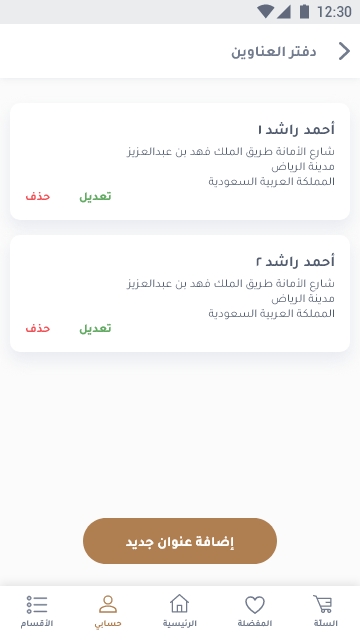 12:30
دفتر العناوين
أحمد راشد ١
شارع الأمانة طريق الملك فهد بن عبدالعزيز
مدينة الرياض
المملكة العربية السعودية
تعديل
حذف
أحمد راشد ٢
شارع الأمانة طريق الملك فهد بن عبدالعزيز
مدينة الرياض
المملكة العربية السعودية
تعديل
حذف
إضافة عنوان جديد
السلّة
المفضلة
الرئيسية
حسابي
الأقسام